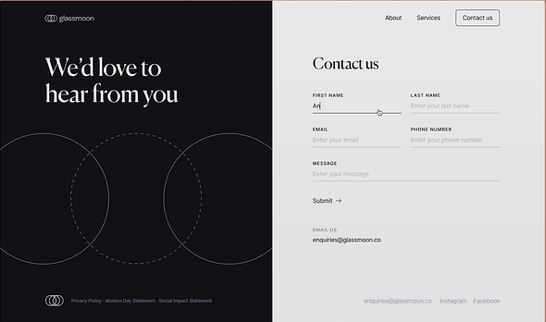 glassmoon
We'd love to
hear from you
Privacy Policy · Modern Day Statement · Social Impact Statement
About Services Contact us
Contact us
FIRST NAME LAST NAME
An Enter your last name
EMAIL PHONE NUMBER
Enter your email Enter your phone number
MESSAGE
Enter your message
Submit →
EMAIL US
enquiries@glassmoon.co
enquiries@glassmoon.co Instagram Facebook